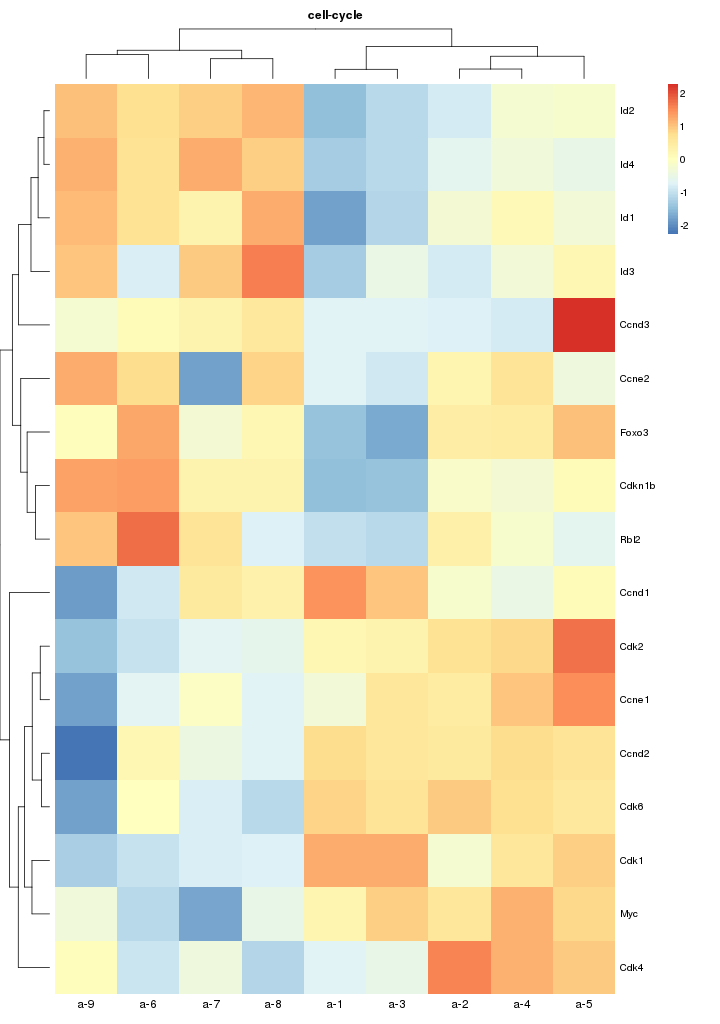 cell-cycle
2
1
0
-1
-2
Id2
Id4
Id1
Id3
Ccnd3
Ccne2
Foxo3
Cdkn1b
Rbl2
Ccnd1
Cdk2
Ccne1
Ccnd2
Cdk6
Cdk1
Myc
Cdk4
a-9 a-6 a-7 a-8 a-1 a-3 a-2 a-4 a-5